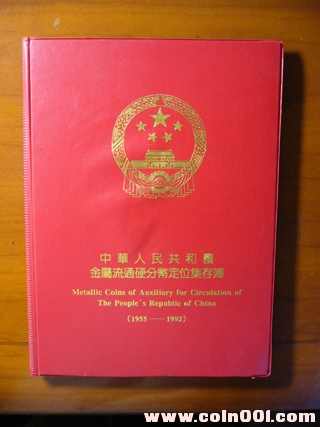 中華人民共和國
金屬流通硬分幣定位集存薄
Metallic Coins of Auxiliary for Circulation of
The People's Republic of China
(1955——1992)
www.coin001.com